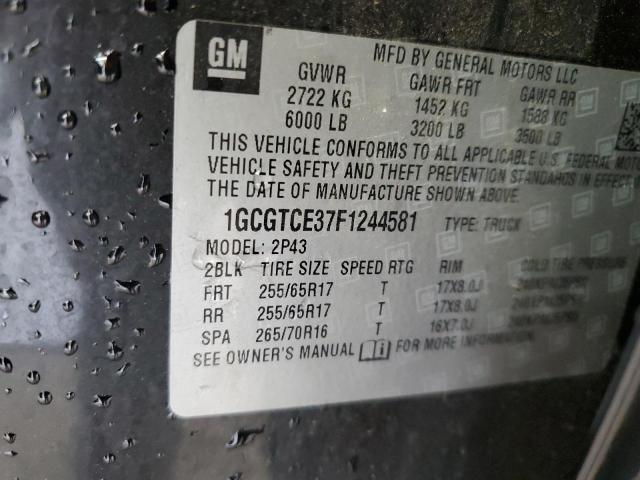 GM
MFD BY GENERAL MOTORS LLC
GVWR GAWR FRT GAWR RR
2722 KG 1452 KG 1588 KG
6000 LB 3200 LB 3500 LB
THIS VEHICLE CONFORMS TO ALL APPLICABLE U.S. FEDERAL
VEHICLE SAFETY AND THEFT PREVENTION STANDARDS IN EFFECT
THE DATE OF MANUFACTURE SHOWN ABOVE.
1GCGTCE37F1244581 TYPE: TRUCK
MODEL: 2P43
2BLK TIRE SIZE SPEED RTG RIM COLD TIRE PRESSURE
FRT 255/65R17 T 17X8.0J
RR 255/65R17 T 17X8.0J
SPA 265/70R16 T 16X7.0J
SEE OWNER'S MANUAL FOR MORE INFORMATION